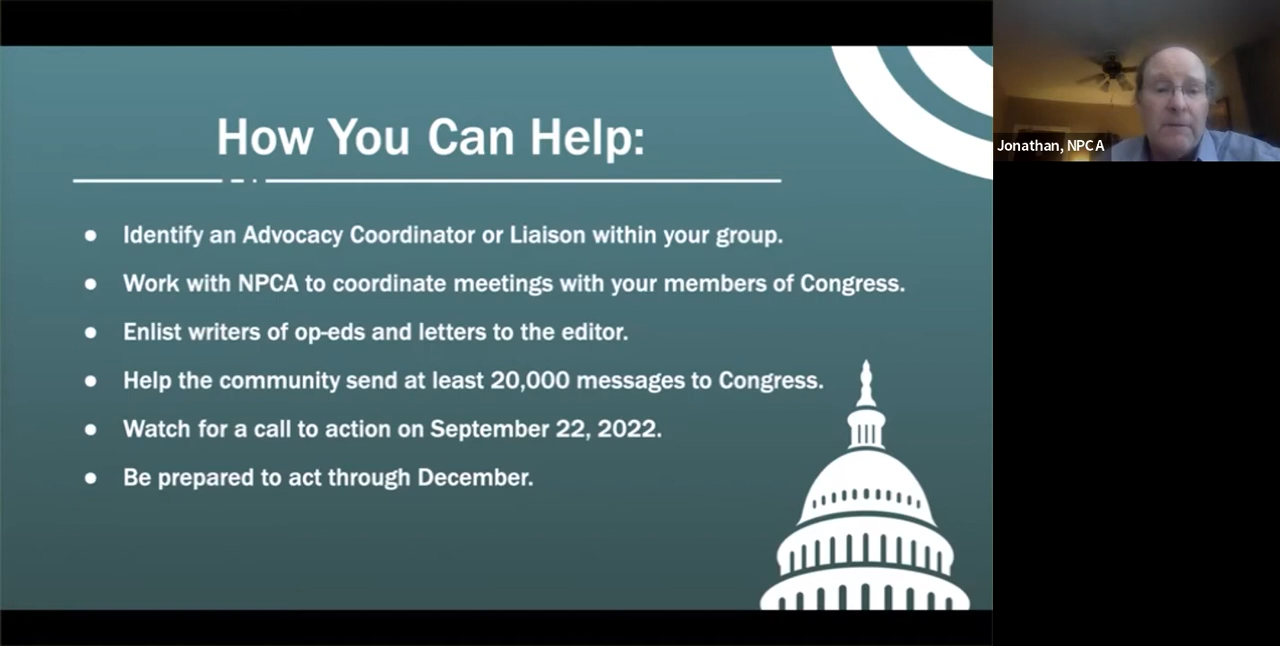 How You Can Help:
Identify an Advocacy Coordinator or Liaison within your group.
Work with NPCA to coordinate meetings with your members of Congress.
Enlist writers of op-eds and letters to the editor.
Help the community send at least 20,000 messages to Congress.
Watch for a call to action on September 22, 2022.
Be prepared to act through December.
Jonathan, NPCA